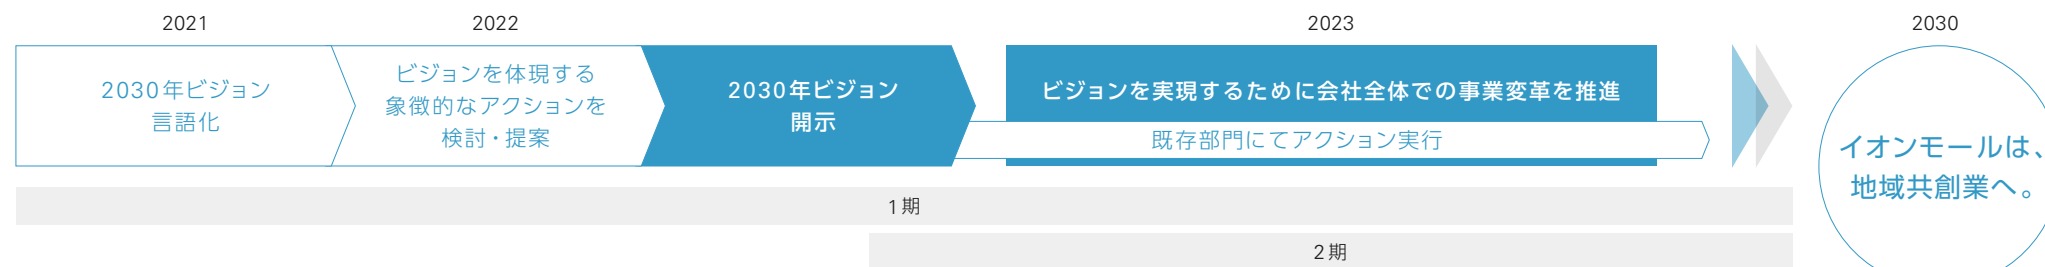 2021
2022
2023
2030
2030年ビジョン
言語化
ビジョンを体現する
象徴的なアクションを
検討・提案
2030年ビジョン
開示
ビジョンを実現するために会社全体での事業変革を推進
既存部門にてアクション実行
イオンモールは、
地域共創業へ。
1期
2期